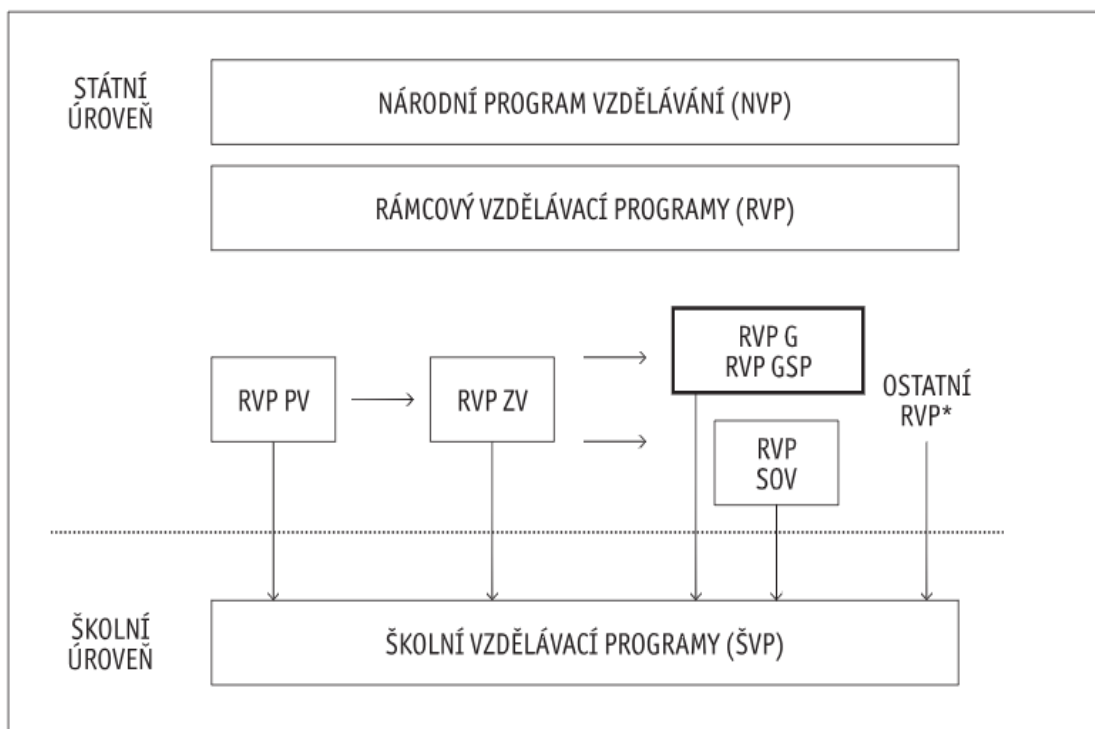 STÁTNÍ
ÚROVEŇ
NÁRODNÍ PROGRAM VZDĚLÁVÁNÍ (NVP)
RÁMCOVÝ VZDĚLÁVACÍ PROGRAMY (RVP)
RVP PV
RVP ZV
RVP G
RVP GSP
RVP
SOV
OSTATNÍ
RVP*
ŠKOLNÍ
ÚROVEŇ
ŠKOLNÍ VZDĚLÁVACÍ PROGRAMY (ŠVP)